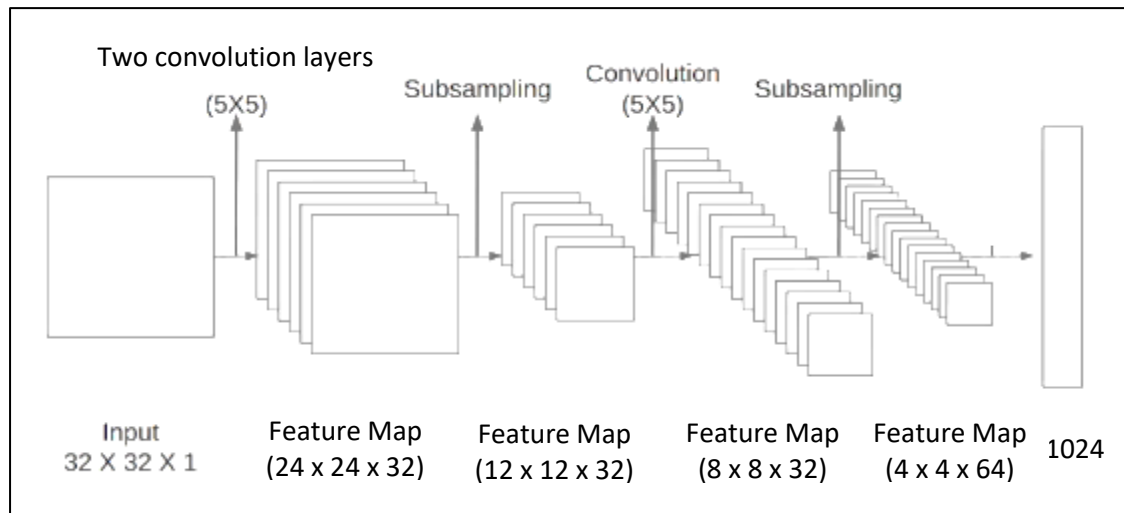 Two convolution layers
(5X5)
Subsampling
Convolution
(5X5)
Subsampling
Input
32 X 32 X 1
Feature Map
(24 x 24 x 32)
Feature Map
(12 x 12 x 32)
Feature Map
(8 x 8 x 32)
Feature Map
(4 x 4 x 64)
1024